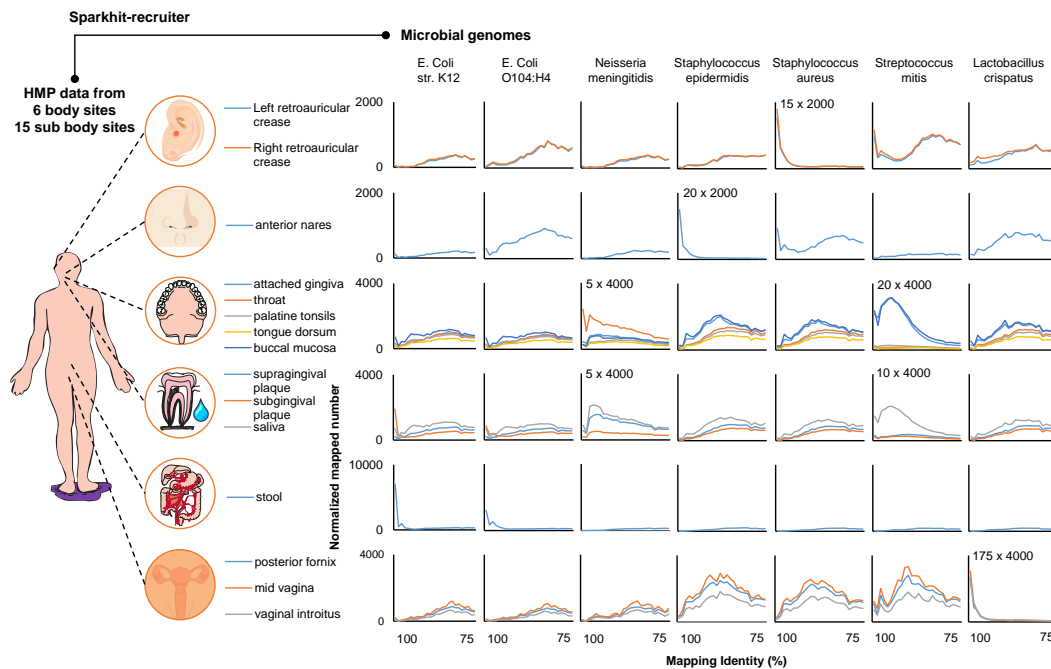 Sparkhit-recruiter
Microbial genomes
HMP data from
6 body sites
15 sub body sites
E. Coli
str. K12
E. Coli
O104:H4
Neisseria
meningitidis
Staphylococcus
epidermidis
Staphylococcus
aureus
Streptococcus
mitis
Lactobacillus
crispatus
Left retroauricular
crease
Right retroauricular
crease
2000
0
15 x 2000
anterior nares
2000
0
20 x 2000
attached gingiva
throat
palatine tonsils
tongue dorsum
buccal mucosa
4000
0
5 x 4000
20 x 4000
supragingival
plaque
subgingival
plaque
saliva
4000
0
5 x 4000
10 x 4000
stool
10000
0
posterior fornix
mid vagina
vaginal introitus
4000
0
175 x 4000
Normalized mapped number
100 75
100 75
100 75
100 75
100 75
100 75
100 75
Mapping Identity (%)